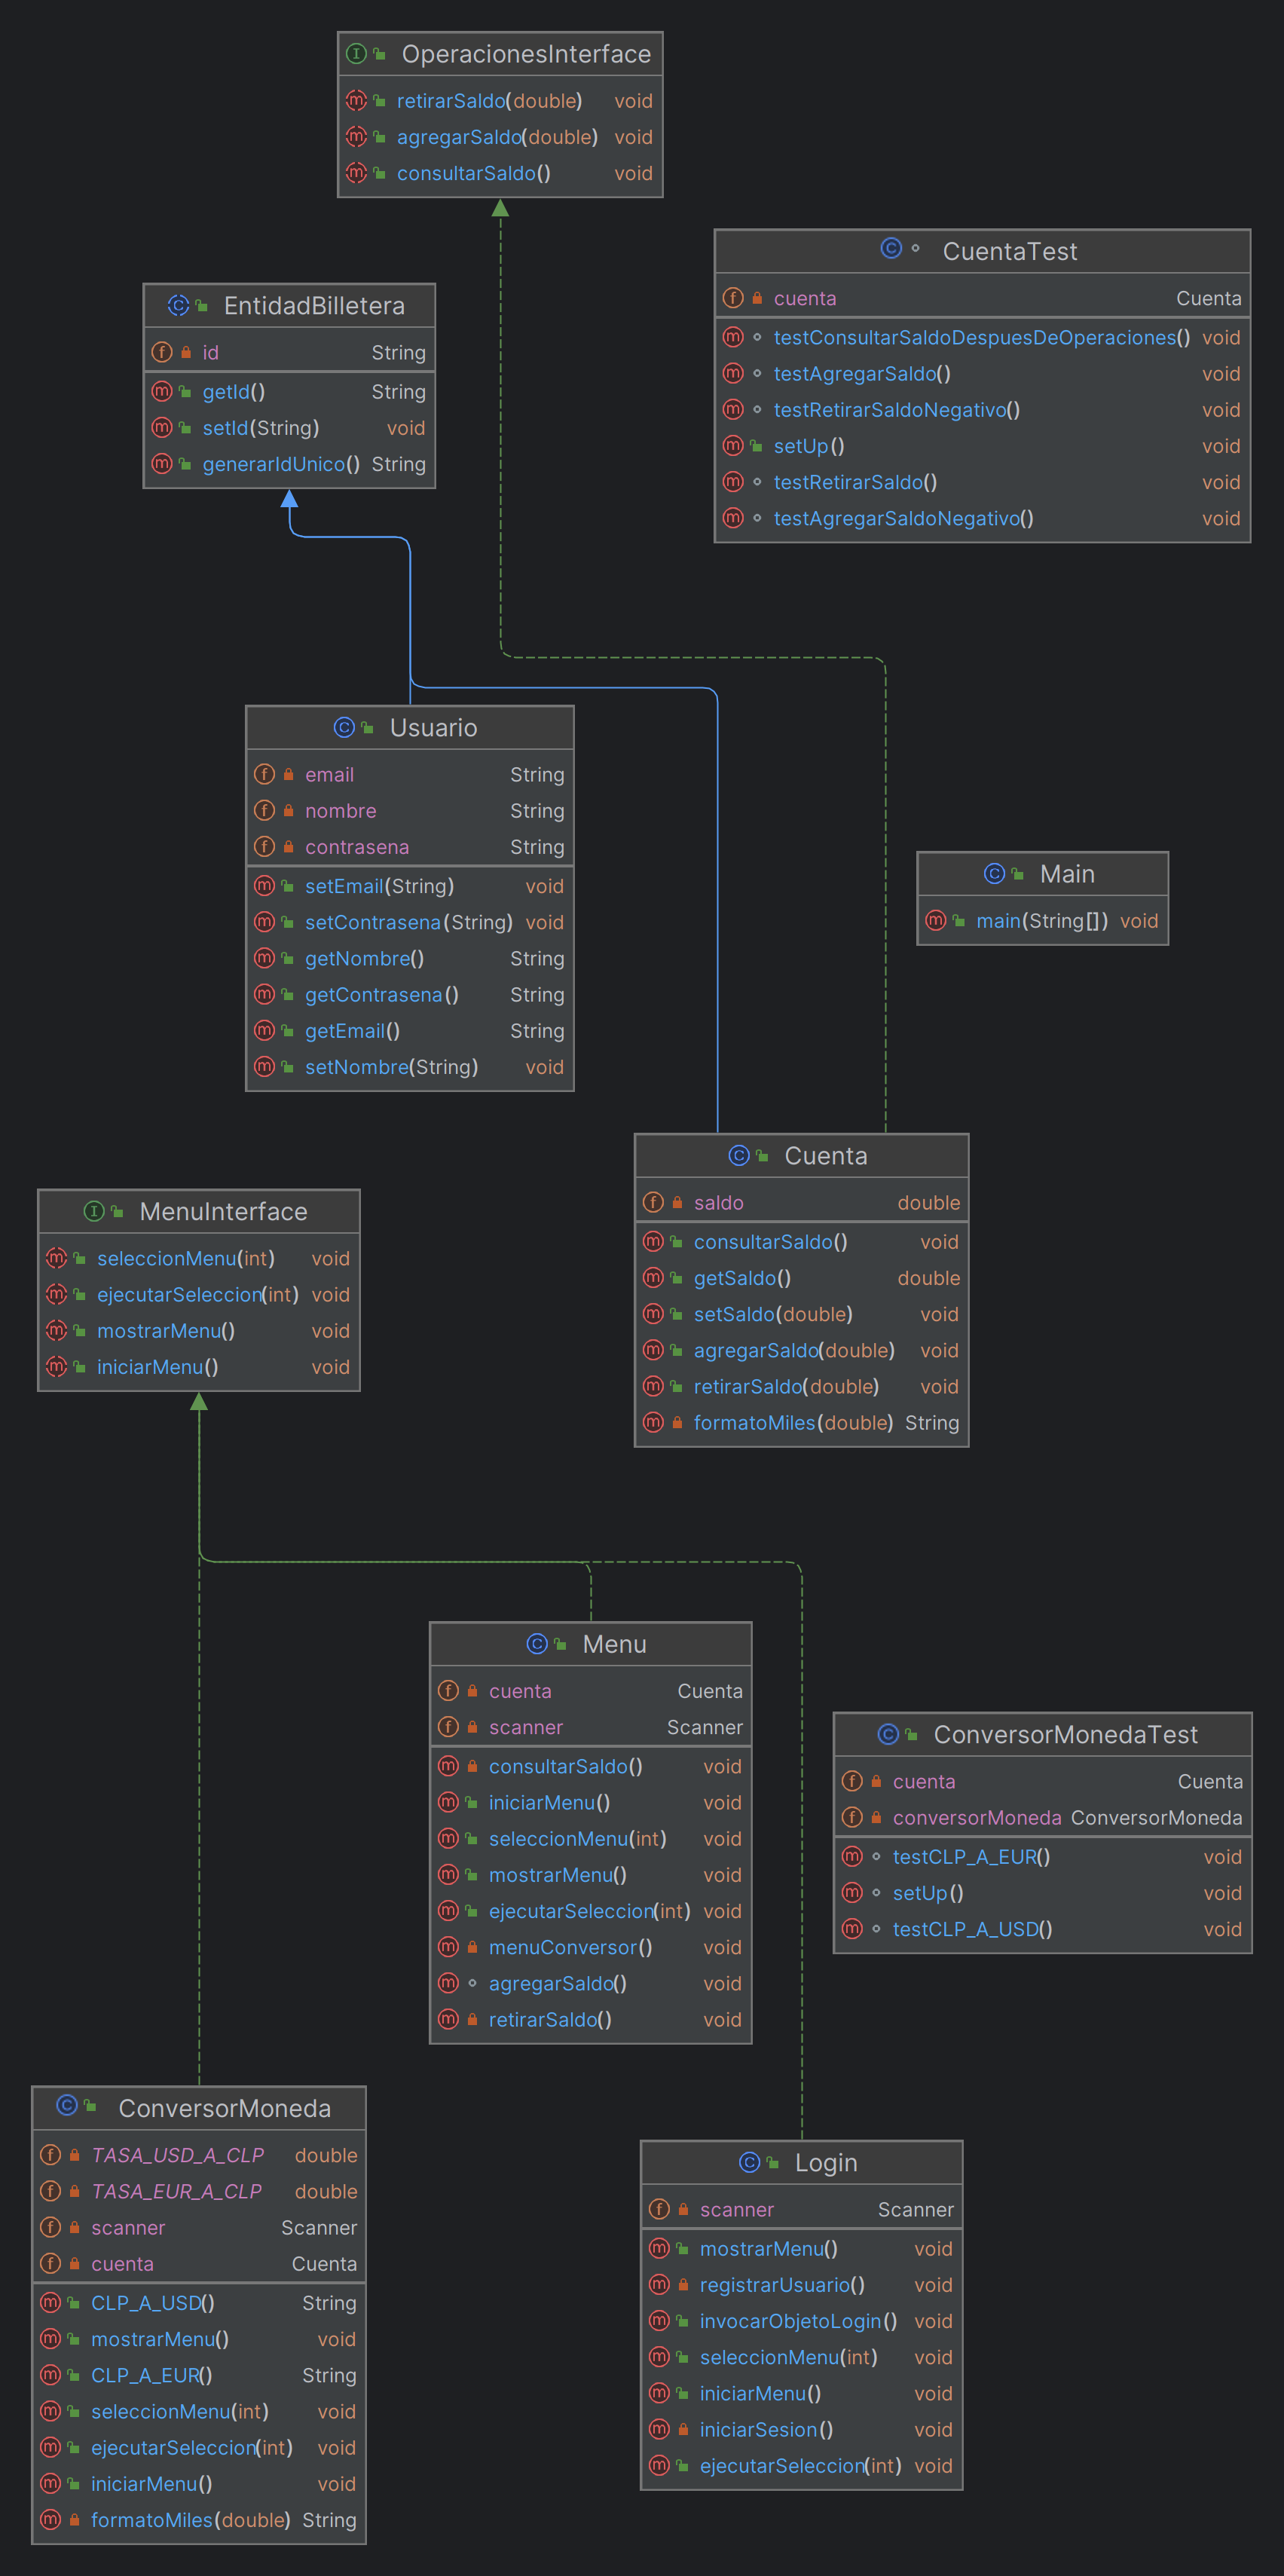 OperacionesInterface
retirarSaldo(double) void
agregarSaldo(double) void
consultarSaldo() void
CuentaTest
cuenta Cuenta
testConsultarSaldoDespuesDeOperaciones() void
testAgregarSaldo() void
testRetirarSaldoNegativo() void
setUp() void
testRetirarSaldo() void
testAgregarSaldoNegativo() void
EntidadBilletera
id String
getId() String
setId(String) void
generarIdUnico() String
Usuario
email String
nombre String
contrasena String
setEmail(String) void
setContrasena(String) void
getNombre() String
getContrasena() String
getEmail() String
setNombre(String) void
Main
main(String[]) void
Cuenta
saldo double
consultarSaldo() void
getSaldo() double
setSaldo(double) void
agregarSaldo(double) void
retirarSaldo(double) void
formatoMiles(double) String
MenuInterface
seleccionMenu(int) void
ejecutarSeleccion(int) void
mostrarMenu() void
iniciarMenu() void
Menu
cuenta Cuenta
scanner Scanner
consultarSaldo() void
iniciarMenu() void
seleccionMenu(int) void
mostrarMenu() void
ejecutarSeleccion(int) void
menuConversor() void
agregarSaldo() void
retirarSaldo() void
ConversorMonedaTest
cuenta Cuenta
conversorMoneda ConversorMoneda
testCLP_A_EUR() void
setUp() void
testCLP_A_USD() void
ConversorMoneda
TASA_USD_A_CLP double
TASA_EUR_A_CLP double
scanner Scanner
cuenta Cuenta
CLP_A_USD() String
mostrarMenu() void
CLP_A_EUR() String
seleccionMenu(int) void
ejecutarSeleccion(int) void
iniciarMenu() void
formatoMiles(double) String
Login
scanner Scanner
mostrarMenu() void
registrarUsuario() void
invocarObjetoLogin() void
seleccionMenu(int) void
iniciarMenu() void
iniciarSesion() void
ejecutarSeleccion(int) void